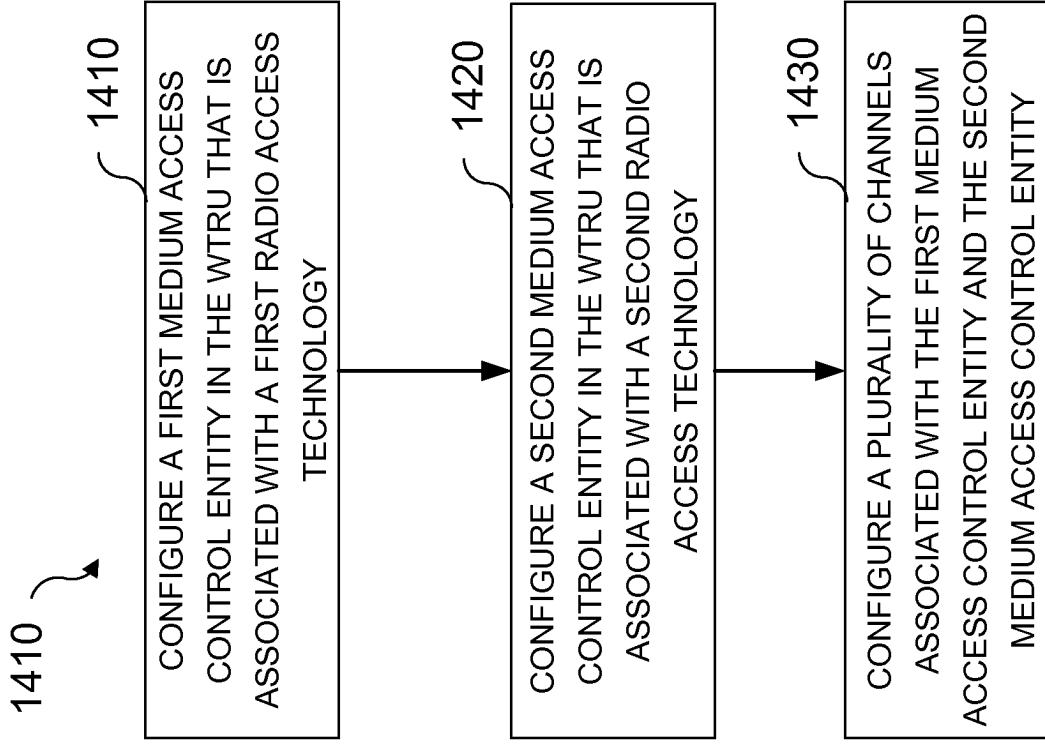 1410
1410
CONFIGURE A FIRST MEDIUM ACCESS
CONTROL ENTITY IN THE WTRU THAT IS
ASSOCIATED WITH A FIRST RADIO ACCESS
TECHNOLOGY
1420
CONFIGURE A SECOND MEDIUM ACCESS
CONTROL ENTITY IN THE WTRU THAT IS
ASSOCIATED WITH A SECOND RADIO
ACCESS TECHNOLOGY
1430
CONFIGURE A PLURALITY OF CHANNELS
ASSOCIATED WITH THE FIRST MEDIUM
ACCESS CONTROL ENTITY AND THE SECOND
MEDIUM ACCESS CONTROL ENTITY